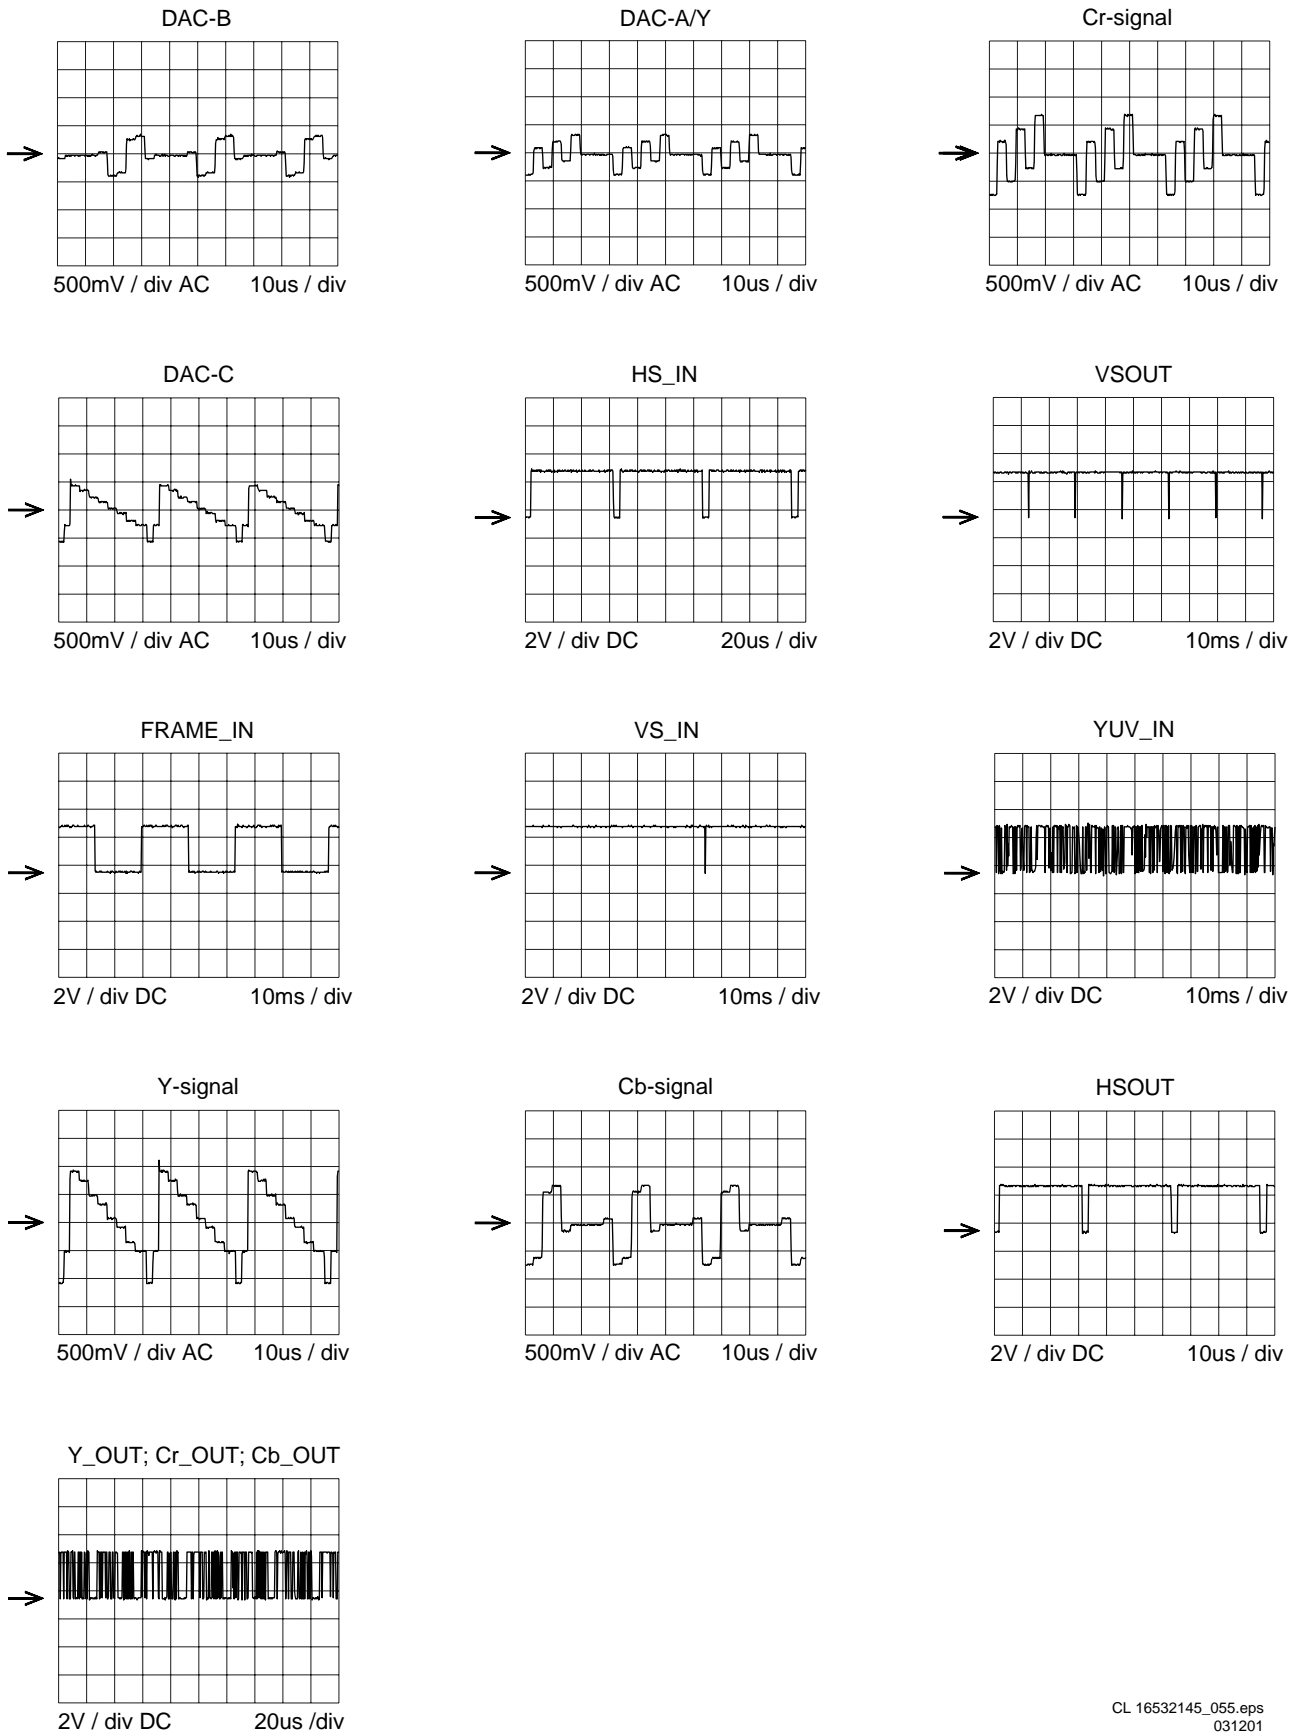 DAC-B
DAC-A/Y
Cr-signal
500mV / div AC 10us / div
500mV / div AC 10us / div
500mV / div AC 10us / div
DAC-C
HS_IN
VSOUT
500mV / div AC 10us / div
2V / div DC 20us / div
2V / div DC 10ms / div
FRAME_IN
VS_IN
YUV_IN
2V / div DC 10ms / div
2V / div DC 10ms / div
2V / div DC 10ms / div
Y-signal
Cb-signal
HSOUT
500mV / div AC 10us / div
500mV / div AC 10us / div
2V / div DC 10us / div
Y_OUT; Cr_OUT; Cb_OUT
2V / div DC 20us /div
CL 16532145_055.eps
031201